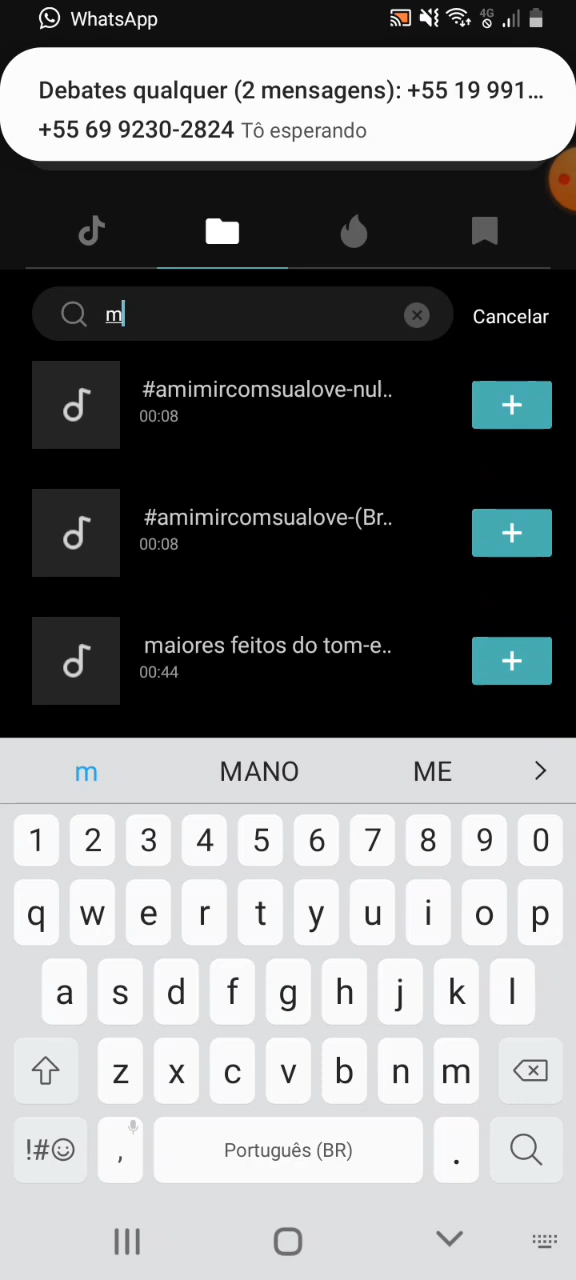 WhatsApp
4G
Debates qualquer (2 mensagens): +55 19 991...
+55 69 9230-2824 Tô esperando
m
Cancelar
#amimircomsualove-nul..
00:08
#amimircomsualove-(Br..
00:08
maiores feitos do tom-e..
00:44
m MANO ME
1 2 3 4 5 6 7 8 9 0
q w e r t y u i o p
a s d f g h j k l
z x c v b n m
!#☺ , Português (BR) .